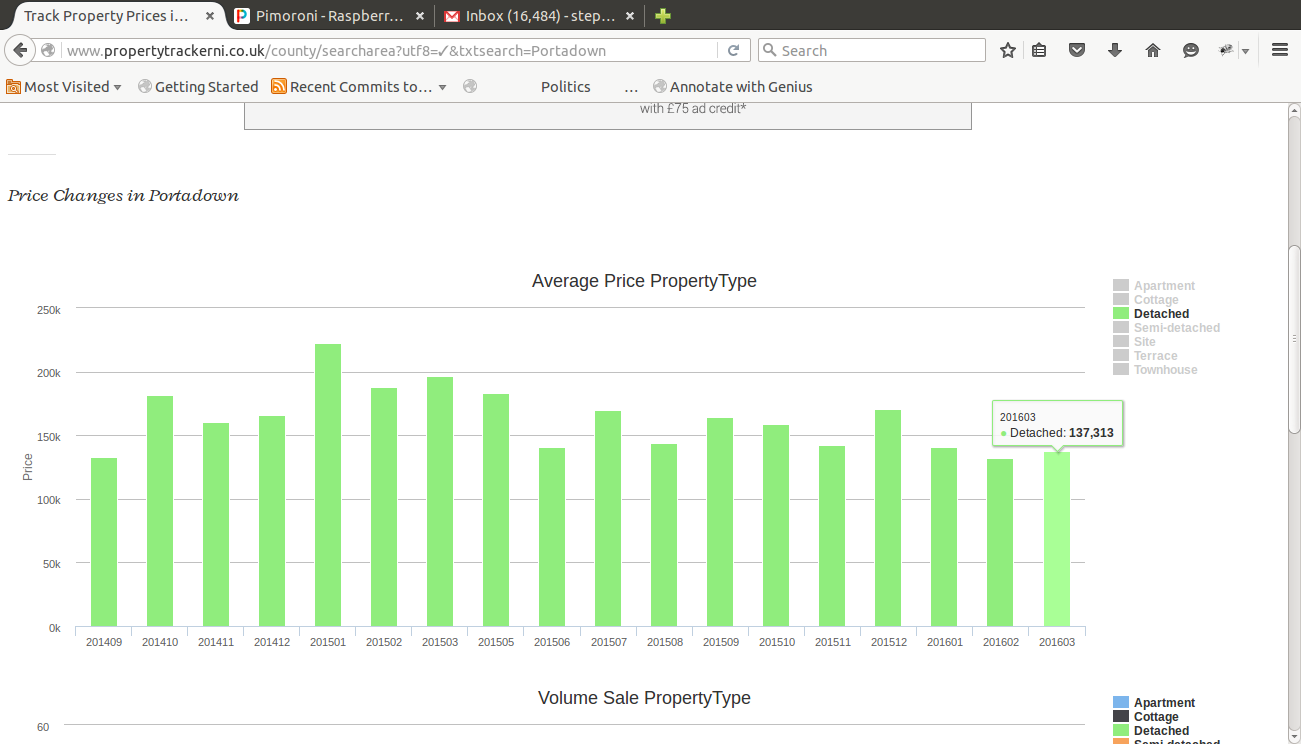 Track Property Prices i... × Pimoroni - Raspberr... × Inbox (16,484) - step... ×
www.propertytrackerni.co.uk/county/searcharea?utf8=✓&txtsearch=Portadown Search
Most Visited Getting Started Recent Commits to... Politics ... Annotate with Genius
with £75 ad credit*
Price Changes in Portadown
Average Price PropertyType
Apartment
Cottage
Detached
Semi-detached
Site
Terrace
Townhouse
250k
200k
150k
100k
50k
0k
Price
201603
Detached: 137,313
201409 201410 201411 201412 201501 201502 201503 201505 201506 201507 201508 201509 201510 201511 201512 201601 201602 201603
Volume Sale PropertyType
60
Apartment
Cottage
Detached
Semi-detached